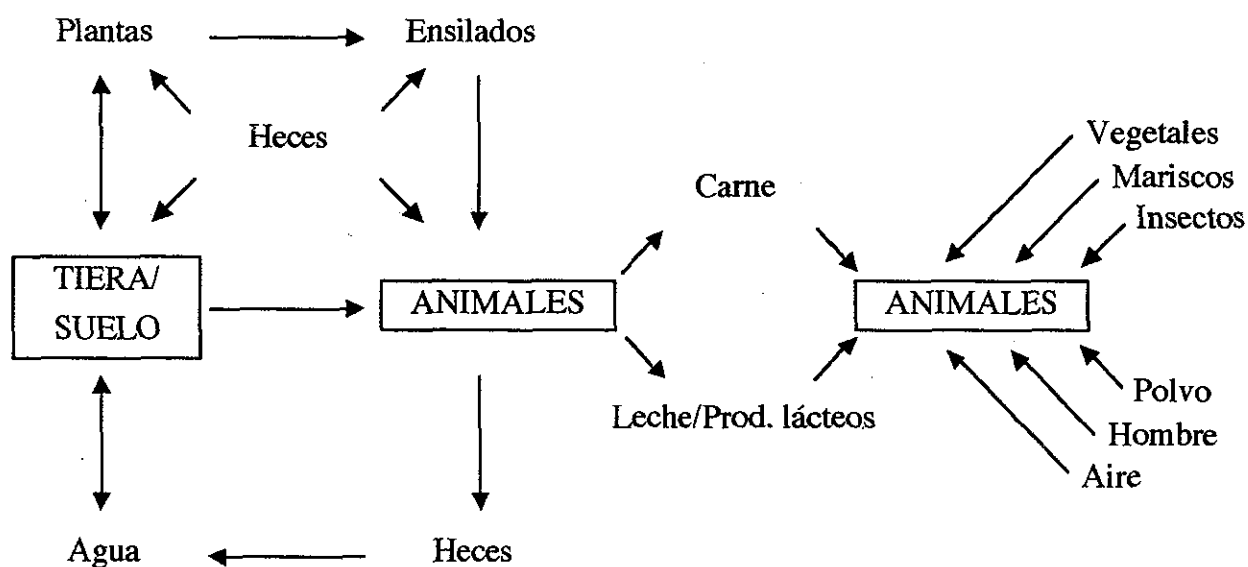 Plantas
Ensilados
Heces
Vegetales
Carne
Mariscos
Insectos
TIERA/
SUELO
ANIMALES
ANIMALES
Polvo
Leche/Prod. lácteos
Hombre
Aire
Agua
Heces